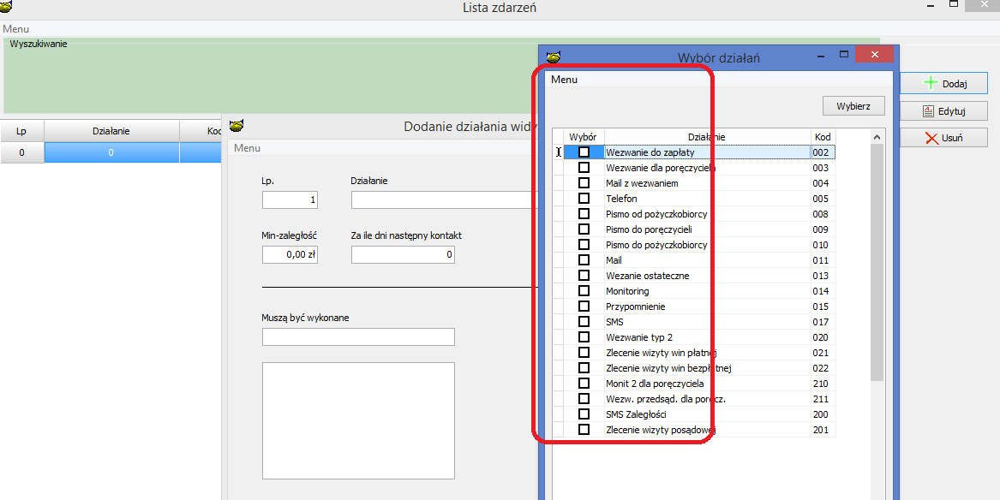 Lista zdarzeń
Menu
Wyszukiwanie
Dodaj
Edytuj
Usuń
Lp Działanie Kod
0 0
Dodanie działania widy
Menu
Lp. Działanie
1
Min-zaległość Za ile dni następny kontakt
0,00 zł 0
Muszą być wykonane
Wybór działań
Menu
Wybierz
Wybór Działanie Kod
Wezwanie do zapłaty 002
Wezwanie dla poręczyciela 003
Mail z wezwaniem 004
Telefon 005
Pismo od pożyczkobiorcy 008
Pismo do poręczycieli 009
Pismo do pożyczkobiorcy 010
Mail 011
Wezanie ostateczne 013
Monitoring 014
Przypomnienie 015
SMS 017
Wezwanie typ 2 020
Zlecenie wizyty win płatnej 021
Zlecenie wizyty win bezpłatnej 022
Monit 2 dla poręczyciela 210
Wezw. przedsąd. dla poręcz. 211
SMS Zaległości 200
Zlecenie wizyty posądowej 201